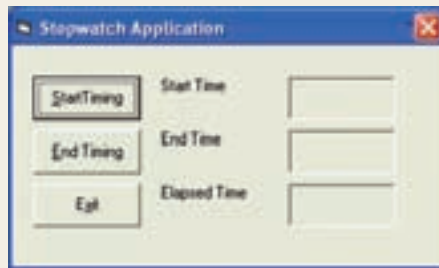 Stopwatch Application
StartTiming
Start Time
End Timing
End Time
Exit
Elapsed Time